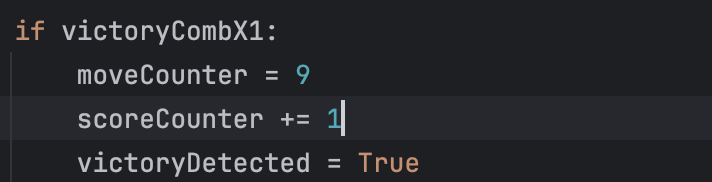 if victoryCombX1:
    moveCounter = 9
    scoreCounter += 1
    victoryDetected = True